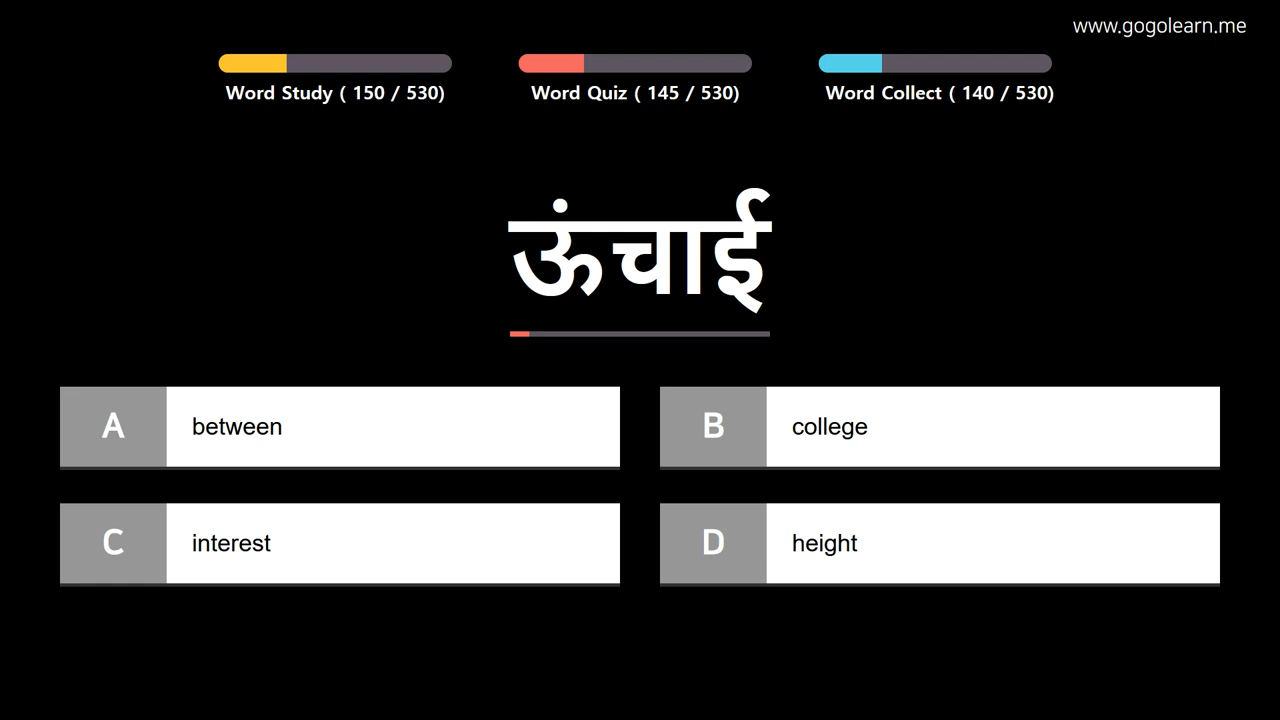 www.gogolearn.me
Word Study ( 150 / 530)
Word Quiz ( 145 / 530)
Word Collect ( 140 / 530)
ऊंचाई
A between
B college
C interest
D height